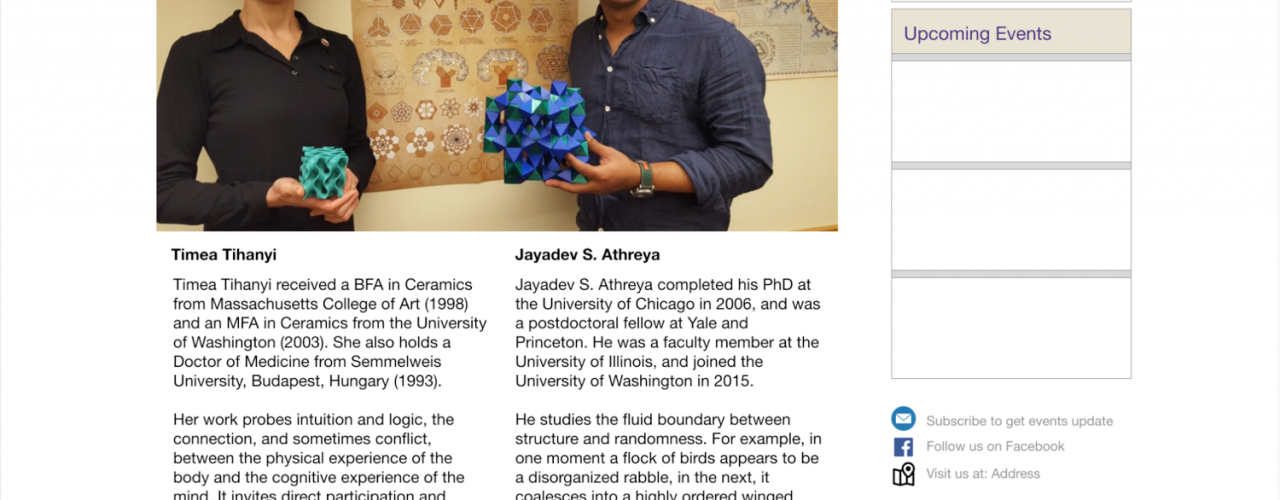 Upcoming Events
Timea Tihanyi
Timea Tihanyi received a BFA in Ceramics
from Massachusetts College of Art (1998)
and an MFA in Ceramics from the University
of Washington (2003). She also holds a
Doctor of Medicine from Semmelweis
University, Budapest, Hungary (1993).
Her work probes intuition and logic, the
connection, and sometimes conflict,
between the physical experience of the
body and the cognitive experience of the
mind. It invites direct participation and
Jayadev S. Athreya
Jayadev S. Athreya completed his PhD at
the University of Chicago in 2006, and was
a postdoctoral fellow at Yale and
Princeton. He was a faculty member at the
University of Illinois, and joined the
University of Washington in 2015.
He studies the fluid boundary between
structure and randomness. For example, in
one moment a flock of birds appears to be
a disorganized rabble, in the next, it
coalesces into a highly ordered winged
Subscribe to get events update
Follow us on Facebook
Visit us at: Address